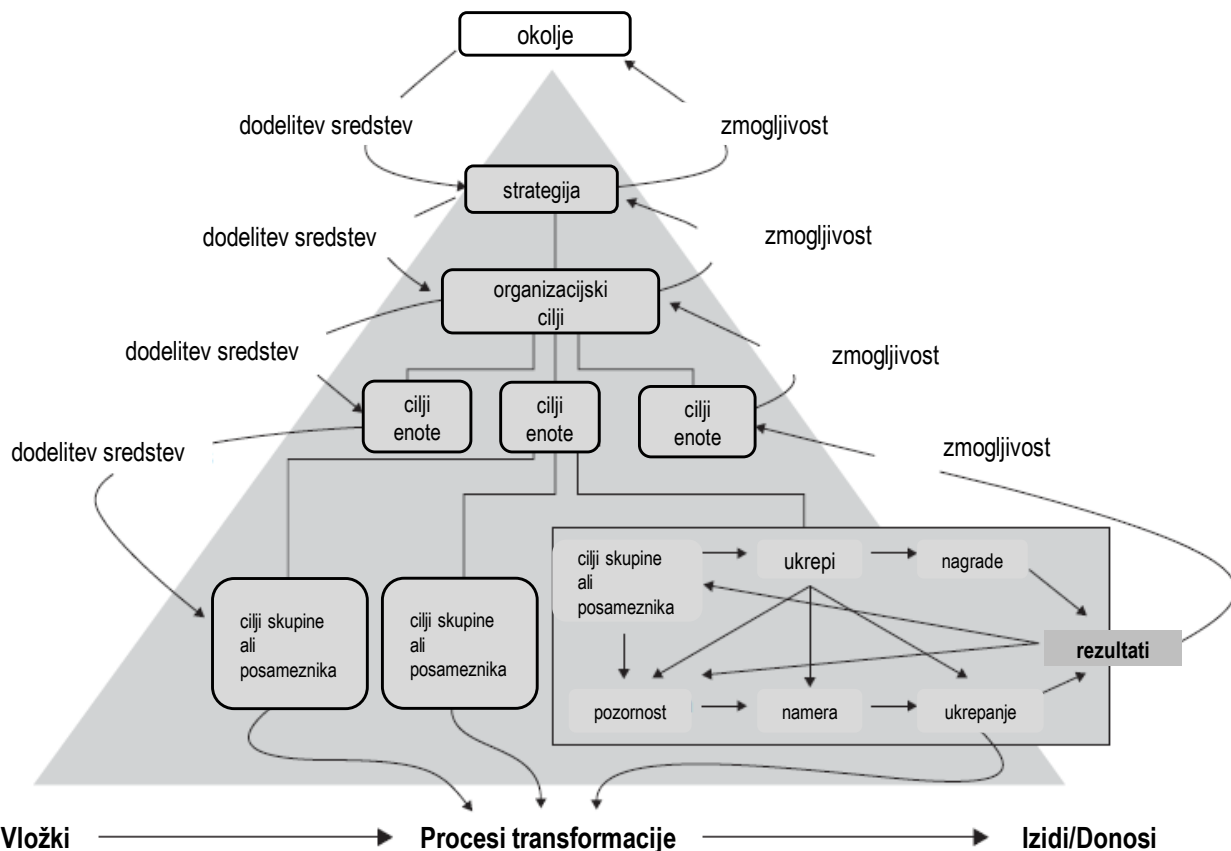 okolje
dodelitev sredstev
zmogljivost
strategija
dodelitev sredstev
zmogljivost
organizacijski
cilji
dodelitev sredstev
zmogljivost
cilji
enote
cilji
enote
cilji
enote
dodelitev sredstev
zmogljivost
cilji skupine
ali
posameznika
ukrepi
nagrade
cilji skupine
ali
posameznika
cilji skupine
ali
posameznika
rezultati
pozornost
namera
ukrepanje
Vložki
Procesi transformacije
Izidi/Donosi